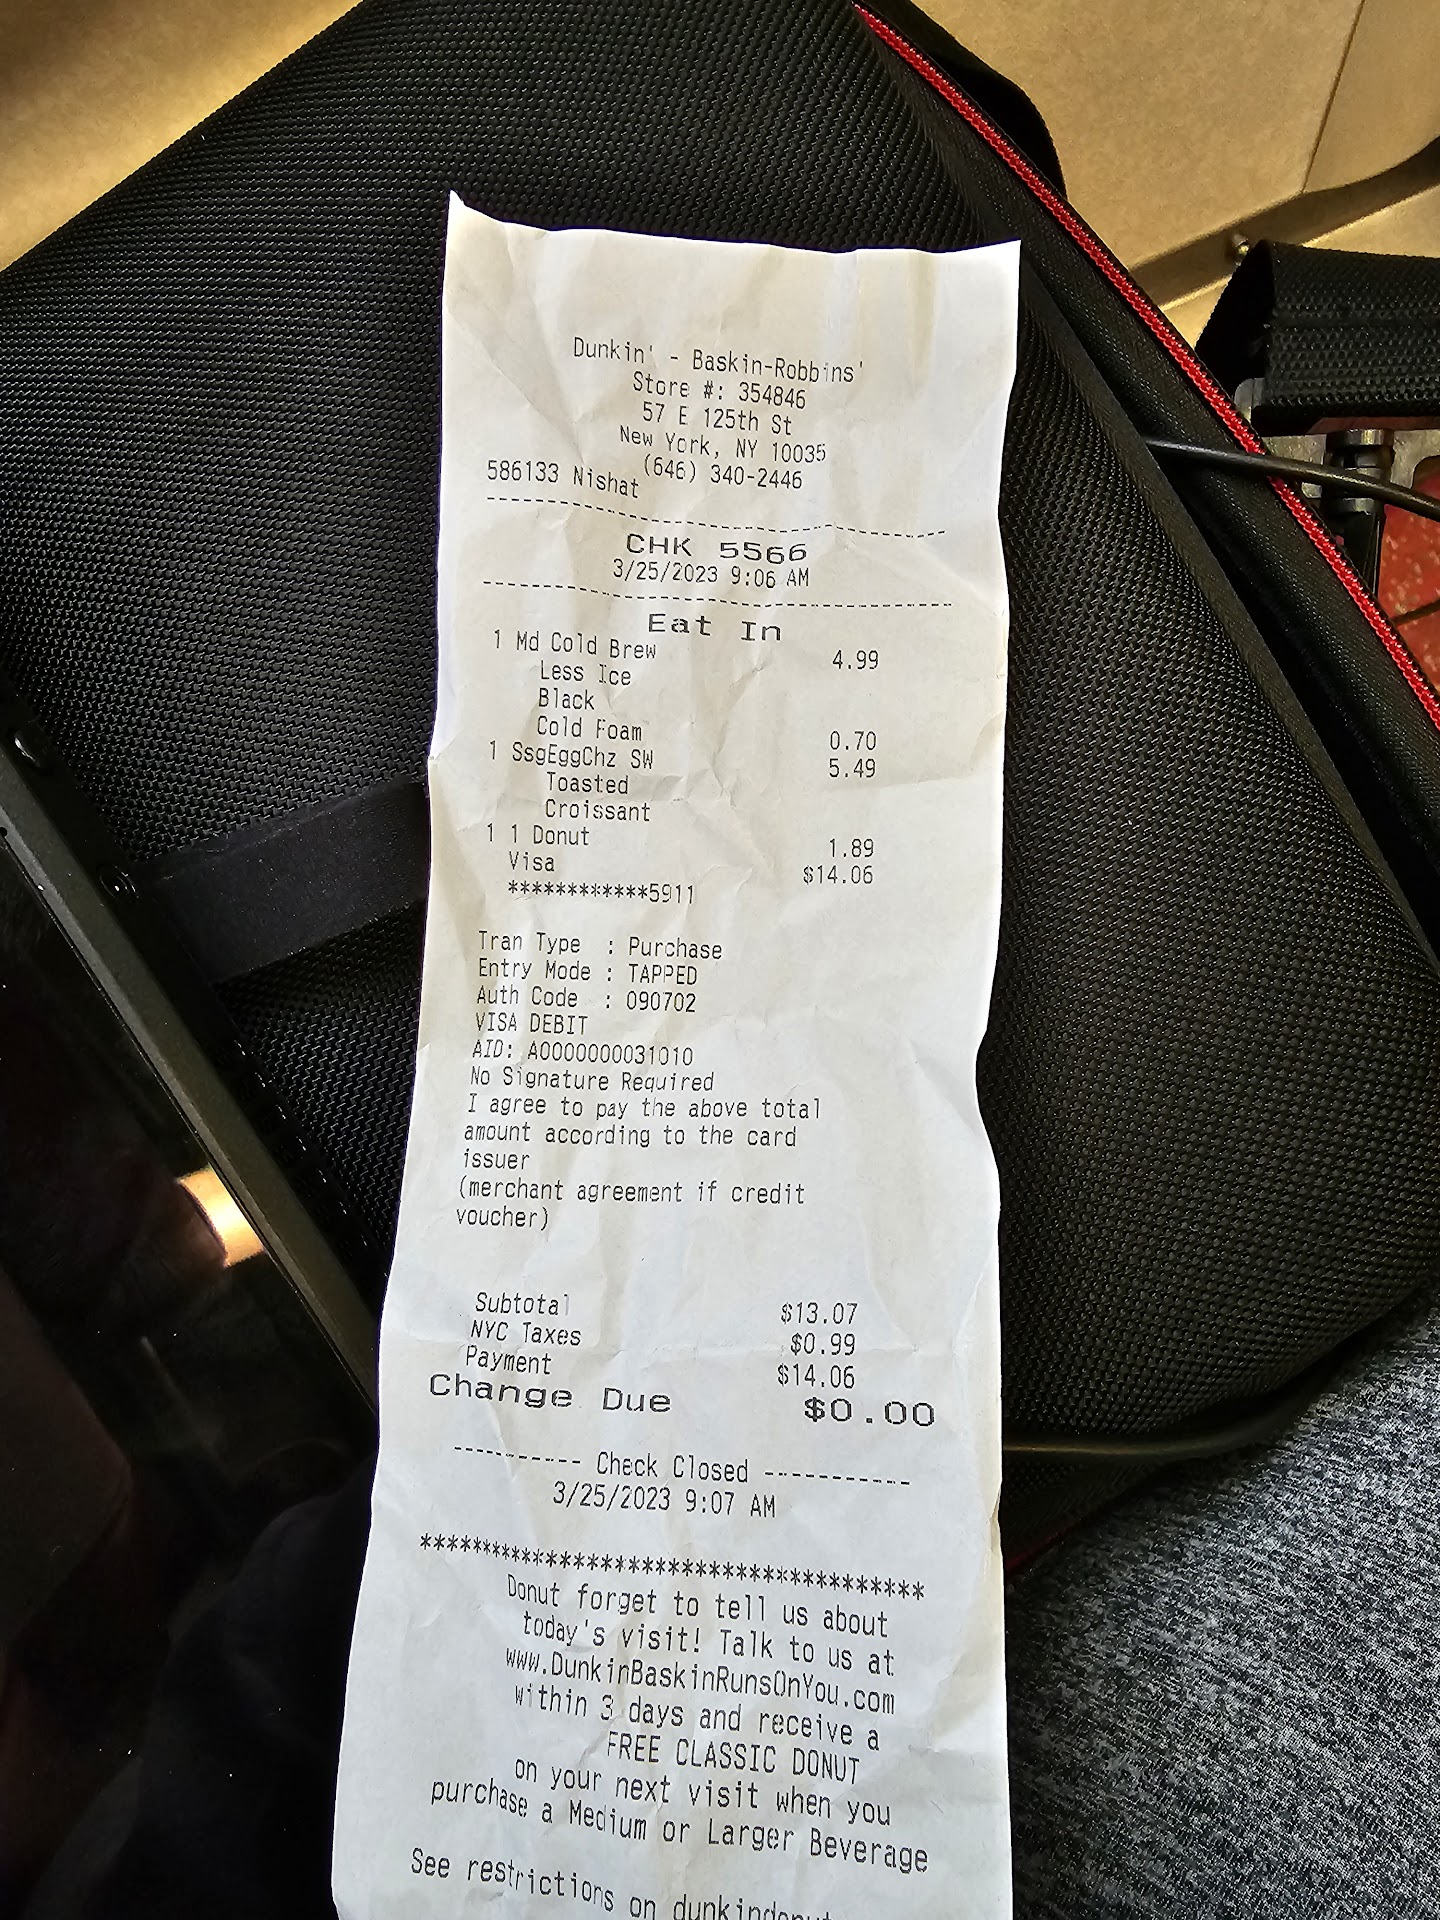 Dunkin' - Baskin-Robbins'
Store #: 354846
57 E 125th St
New York, NY 10035
(646) 340-2446
586133 Nishat
CHK 5566
3/25/2023 9:06 AM
Eat In
1 Md Cold Brew 4.99
Less Ice
Black
Cold Foam 0.70
1 SsgEggChz SW 5.49
Toasted
Croissant
1 1 Donut 1.89
Visa $14.06
************5911
Tran Type : Purchase
Entry Mode : TAPPED
Auth Code : 090702
VISA DEBIT
AID: A0000000031010
No Signature Required
I agree to pay the above total
amount according to the card
issuer
(merchant agreement if credit
voucher)
Subtotal $13.07
NYC Taxes $0.99
Payment $14.06
Change Due $0.00
---------- Check Closed -----------
3/25/2023 9:07 AM
***************************************
Donut forget to tell us about
today's visit! Talk to us at
www.DunkinBaskinRunsOnYou.com
within 3 days and receive a
FREE CLASSIC DONUT
on your next visit when you
purchase a Medium or Larger Beverage
See restrictions on